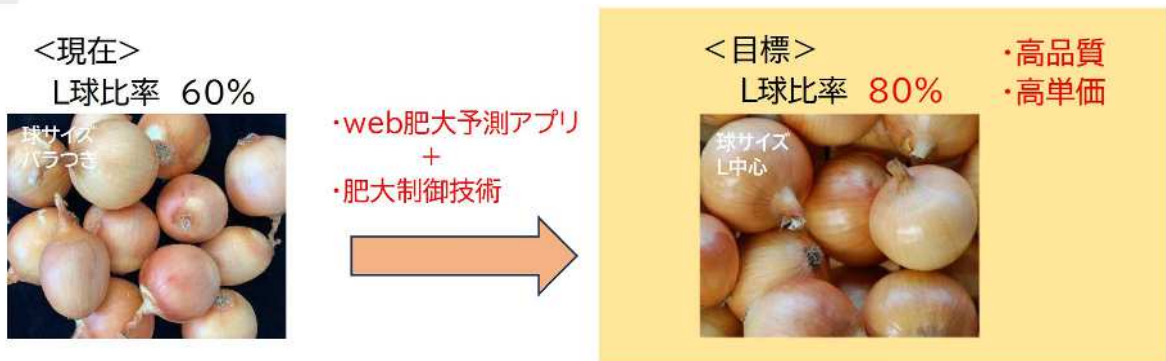 ＜現在＞
L球比率 60%
球サイズ
バラつき
・web肥大予測アプリ
+
・肥大制御技術
＜目標＞
L球比率 80%
球サイズ
L中心
・高品質
・高単価